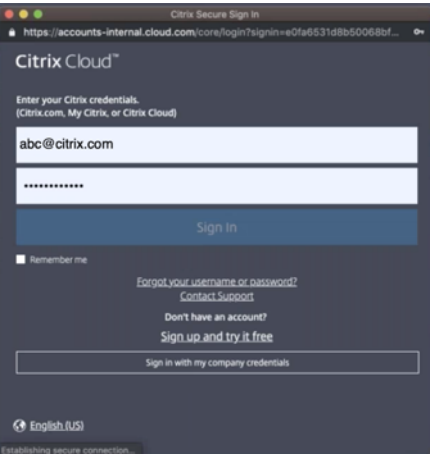 Citrix Secure Sign In
https://accounts-internal.cloud.com/core/login?signin=e0fa6531d8b50068bf...
Citrix Cloud™
Enter your Citrix credentials.
(Citrix.com, My Citrix, or Citrix Cloud)
abc@citrix.com
••••••••••••
Sign In
Remember me
Forgot your username or password?
Contact Support
Don't have an account?
Sign up and try it free
Sign in with my company credentials
English (US)
Establishing secure connection...